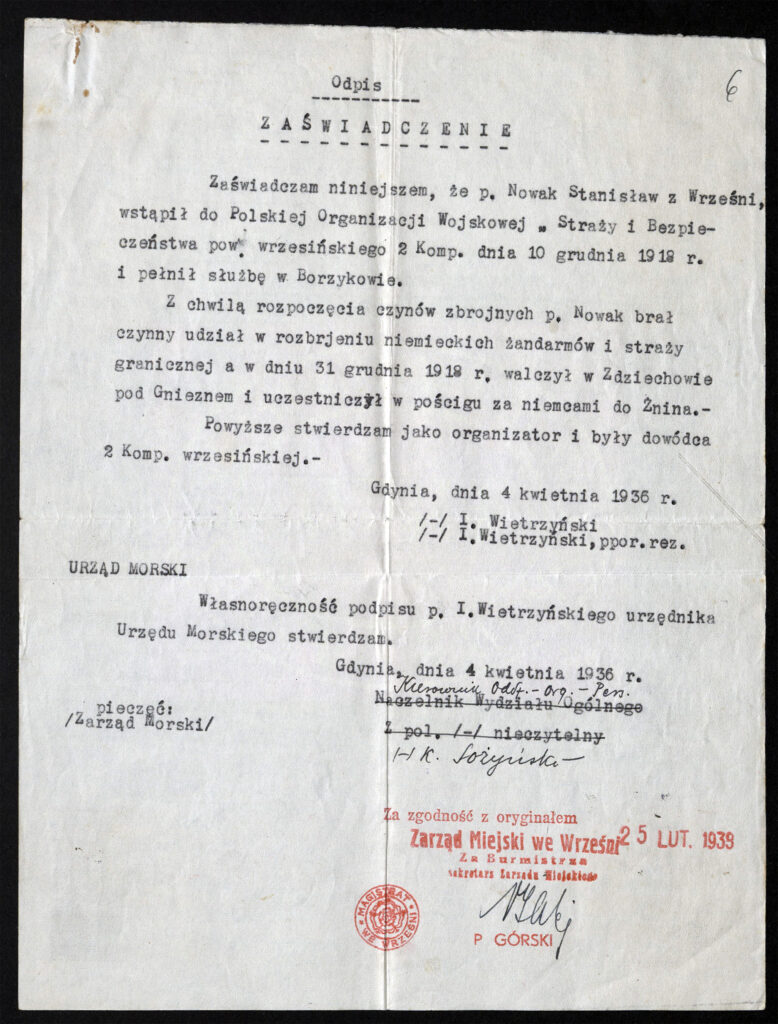 6
Odpis
ZAŚWIADCZENIE
Zaświadczam niniejszem, że p. Nowak Stanisław z Wrześni,
wstąpił do Polskiej Organizacji Wojskowej „ Straży i Bezpie-
czeństwa pow. wrzesińskiego 2 Komp. dnia 10 grudnia 1918 r.
i pełnił służbę w Borzykowie.
Z chwilą rozpoczęcia czynów zbrojnych p. Nowak brał
czynny udział w rozbrjeniu niemieckich żandarmów i straży
granicznej a w dniu 31 grudnia 1918 r. walczył w Zdziechowie
pod Gnieznem i uczestniczył w pościgu za niemcami do Żnina.-
Powyższe stwierdzam jako organizator i były dowódca
2 Komp. wrzesińskiej.-
Gdynia, dnia 4 kwietnia 1936 r.
/-/ I. Wietrzyński
/-/ I.Wietrzyński, ppor. rez.
URZĄD MORSKI
Własnoręczność podpisu p. I.Wietrzyńskiego urzędnika
Urzędu Morskiego stwierdzam.
Gdynia, dnia 4 kwietnia 1936 r.
Kierownik Oddz.-Org.-Pers.
Naczelnik Wydziału Ogólnego
pieczęć:
/Zarząd Morski/
Z pol. /-/ nieczytelny
/-/ K.
Za zgodność z oryginałem
Zarząd Miejski we Wrześni 25 LUT. 1939
Za Burmistrza
sekretarz Zarządu Miejskiego
P GÓRSKI
MAGISTRAT WE WRZEŚNI